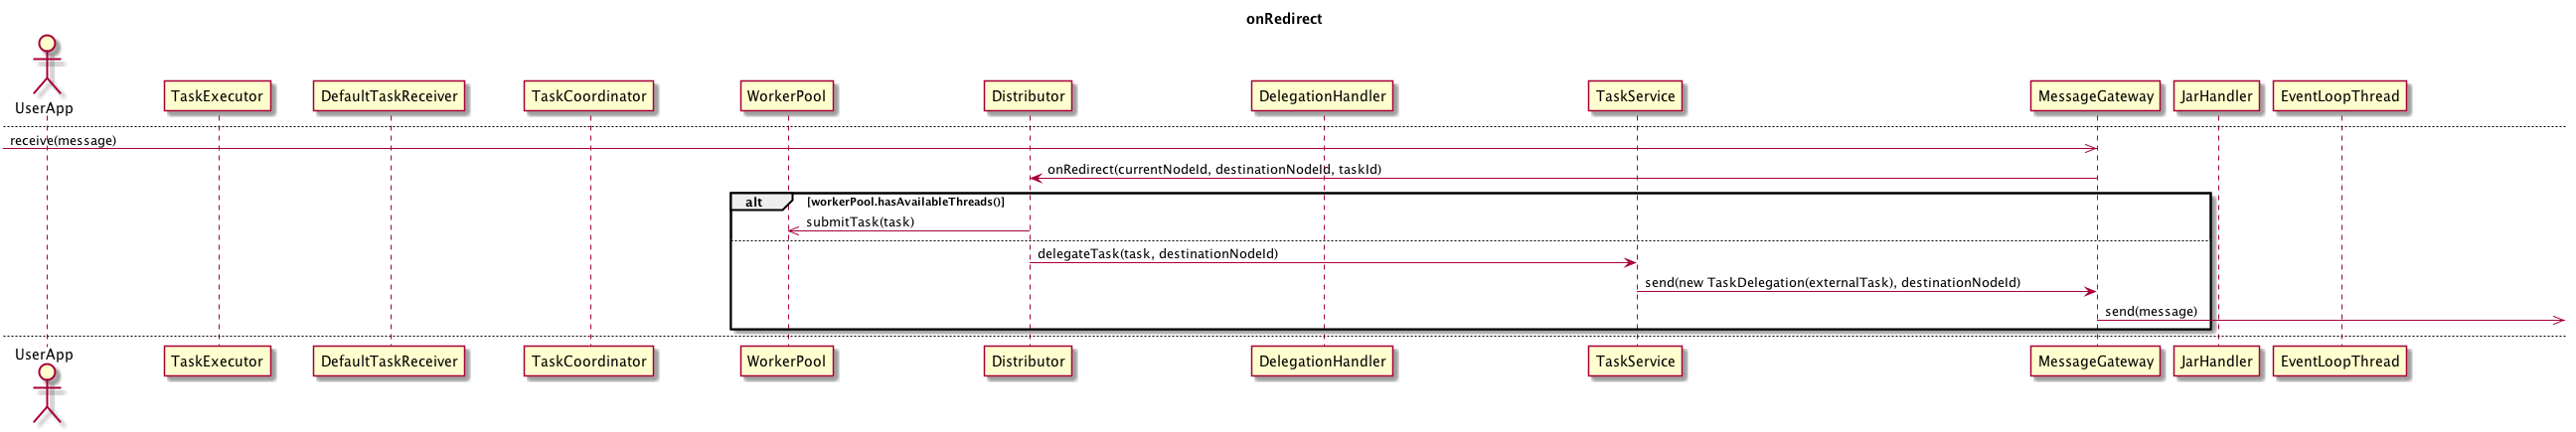 onRedirect
UserApp
TaskExecutor
DefaultTaskReceiver
TaskCoordinator
WorkerPool
Distributor
DelegationHandler
TaskService
MessageGateway
JarHandler
EventLoopThread
receive(message)
onRedirect(currentNodeId, destinationNodeId, taskId)
alt
[workerPool.hasAvailableThreads()]
submitTask(task)
delegateTask(task, destinationNodeId)
send(new TaskDelegation(externalTask), destinationNodeId)
send(message)
UserApp
TaskExecutor
DefaultTaskReceiver
TaskCoordinator
WorkerPool
Distributor
DelegationHandler
TaskService
MessageGateway
JarHandler
EventLoopThread